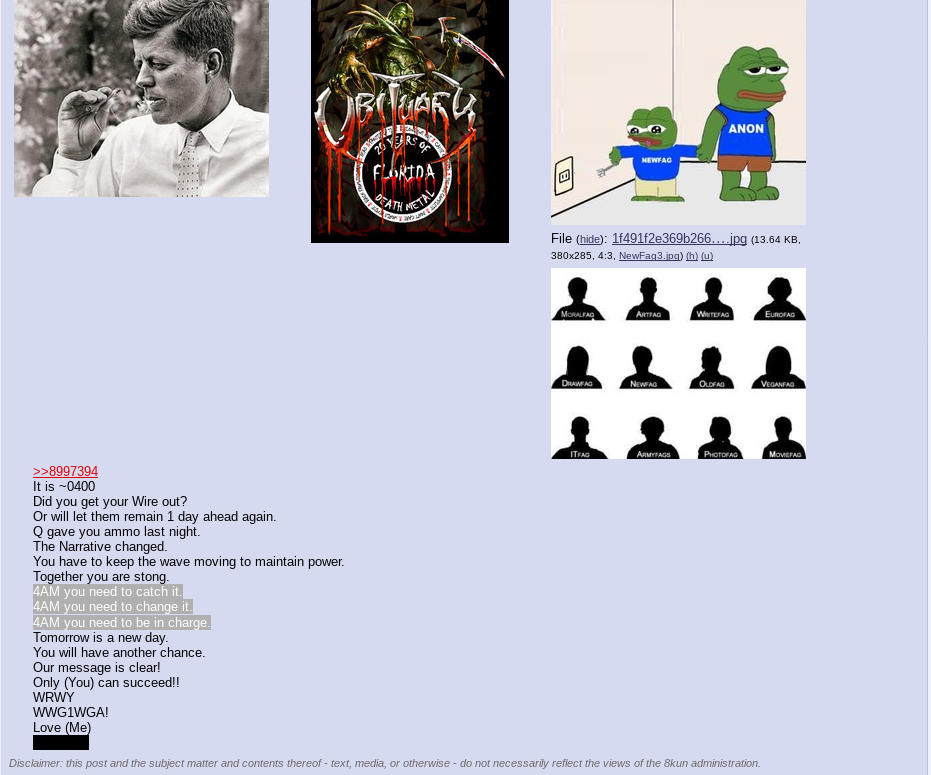 OBITUARY
25 YEARS OF
FLORIDA
DEATH METAL
ANON
NEWFAG
File (hide): 1f491f2e369b266….jpg (13.64 KB,
380x285, 4:3, NewFag3.jpg) (h) (u)
MORALFAG ARTFAG WRITEFAG EUROFAG
DRAWFAG NEWFAG OLDFAG VEGANFAG
ITFAG ARMYFAGS PHOTOFAG MOVIEFAG
>>8997394
It is ~0400
Did you get your Wire out?
Or will let them remain 1 day ahead again.
Q gave you ammo last night.
The Narrative changed.
You have to keep the wave moving to maintain power.
Together you are stong.
4AM you need to catch it.
4AM you need to change it.
4AM you need to be in charge.
Tomorrow is a new day.
You will have another chance.
Our message is clear!
Only (You) can succeed!!
WRWY
WWG1WGA!
Love (Me)
Disclaimer: this post and the subject matter and contents thereof - text, media, or otherwise - do not necessarily reflect the views of the 8kun administration.